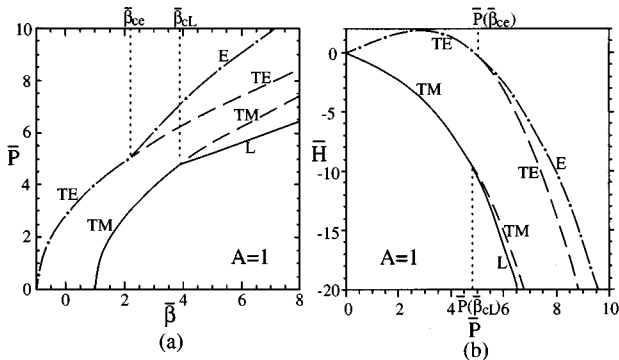 β̄ce β̄cL
10
8
6
P̄
4
2
0
E
TE
TM
L
TE
TM
A=1
0 2 4 6 8
β̄
(a)
P̄(β̄ce)
0
-5
H̄
-10
-15
-20
TE
TM
E
TE
TM
L
A=1
0 2 4 P̄(β̄cL) 6 8 10
P̄
(b)